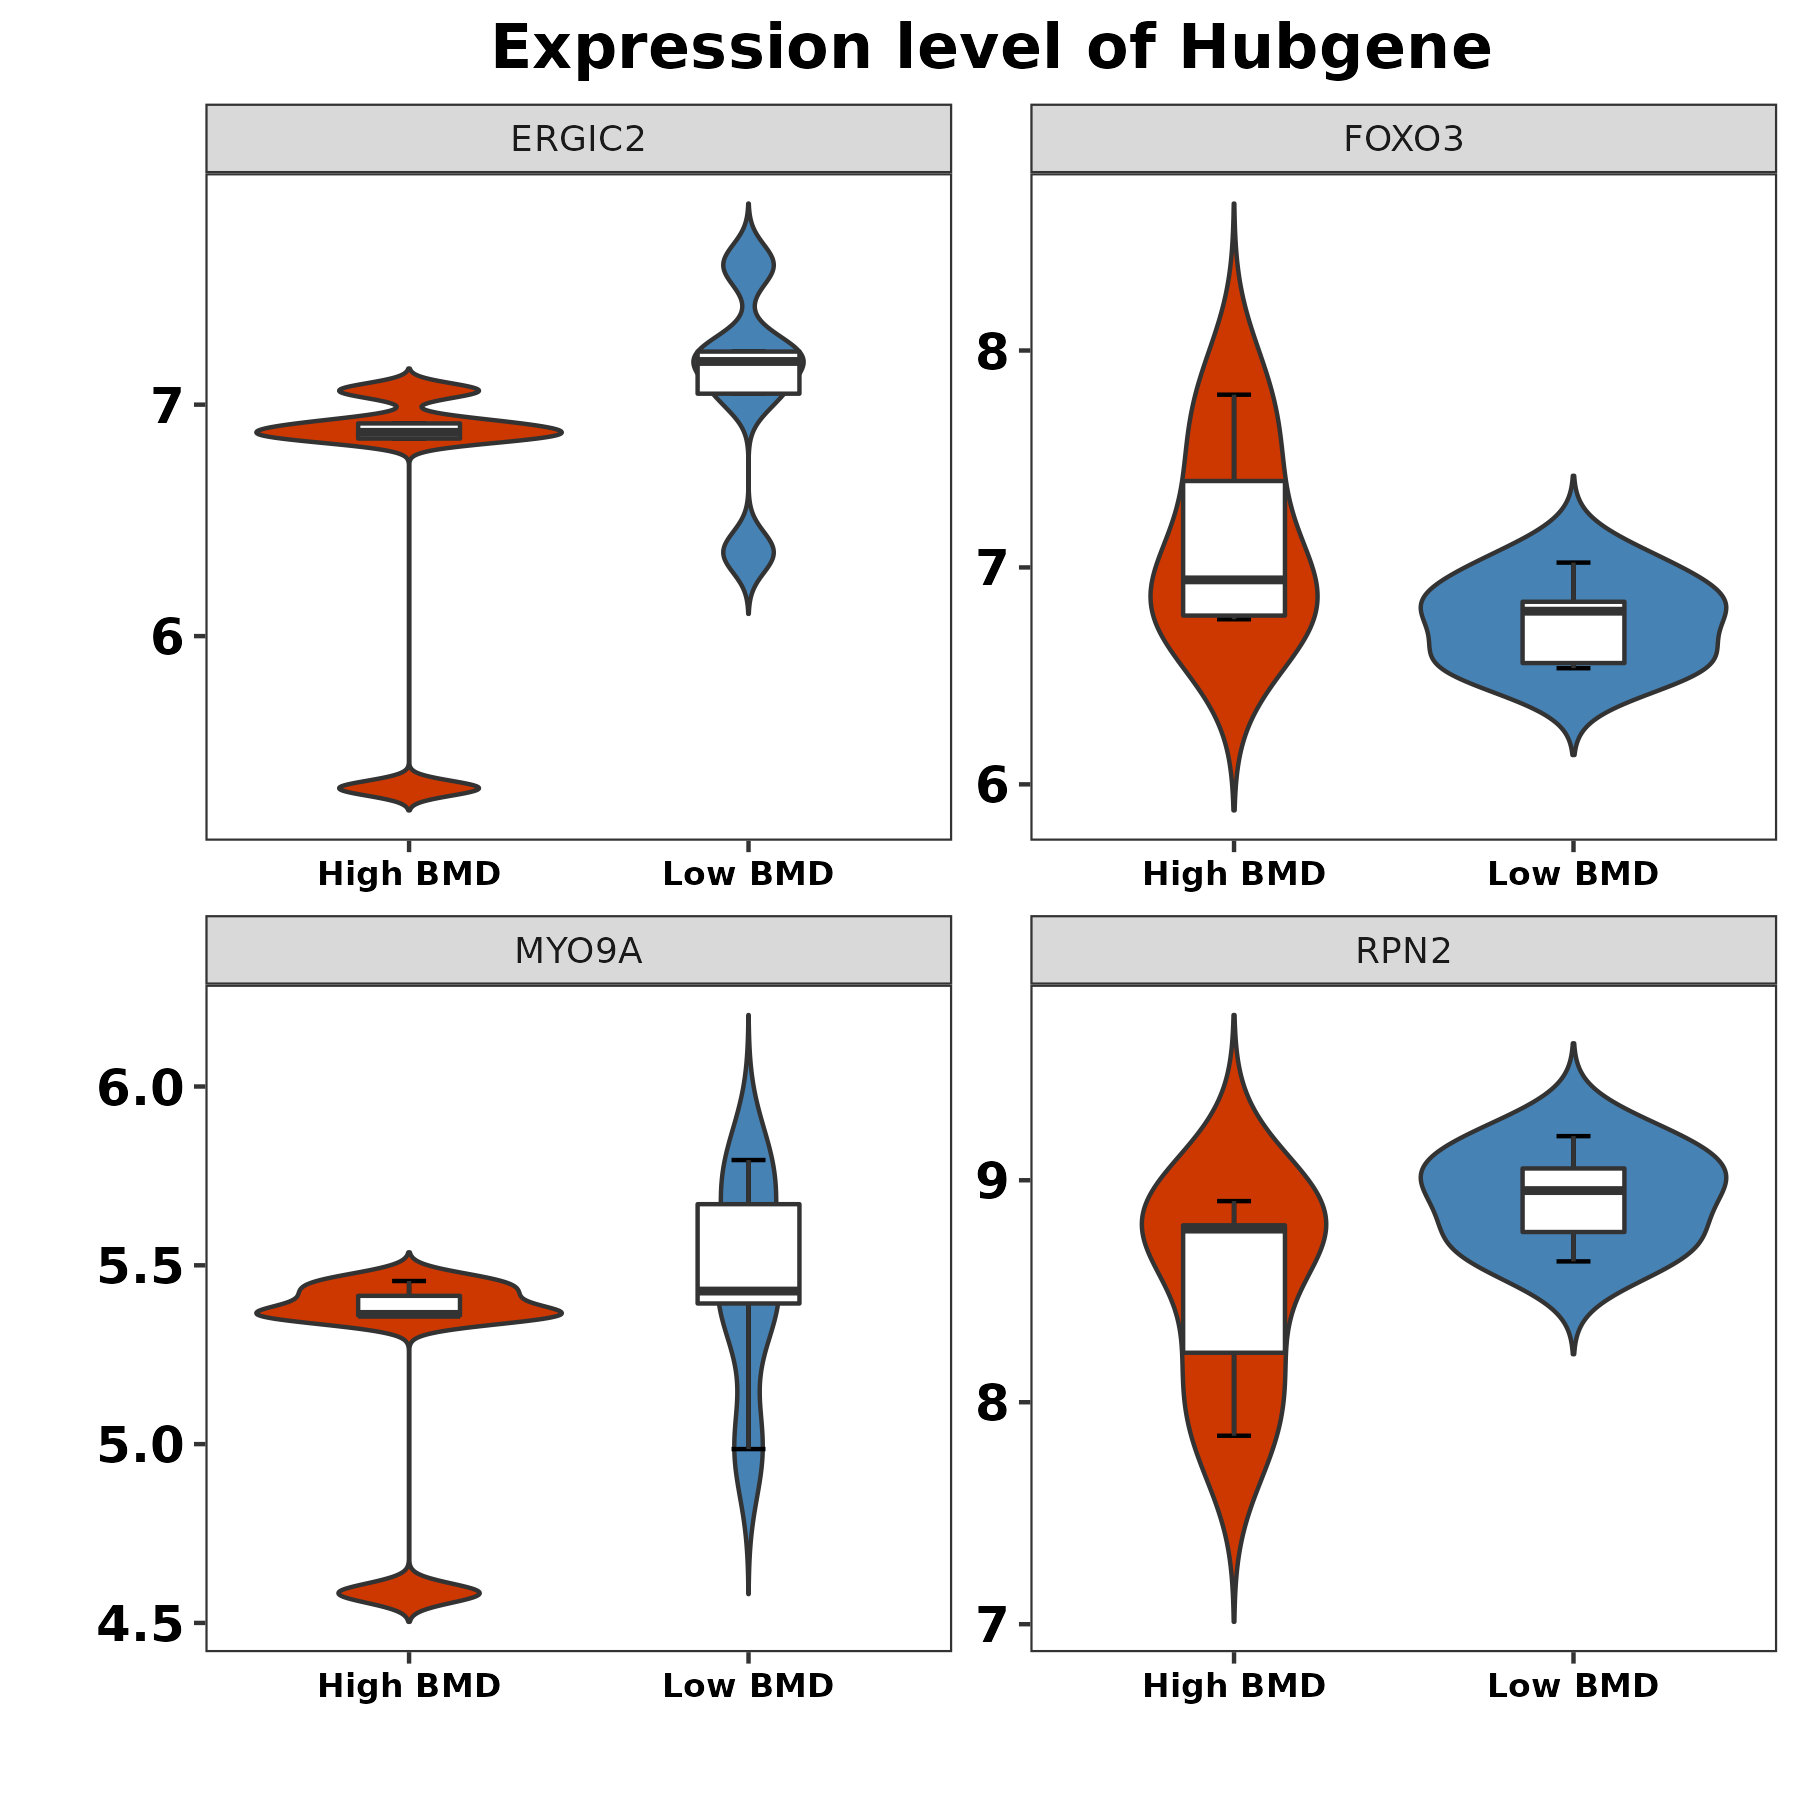 Expression level of Hubgene
ERGIC2
FOXO3
7
6
8
7
6
High BMD
Low BMD
High BMD
Low BMD
MYO9A
RPN2
6.0
5.5
5.0
4.5
9
8
7
High BMD
Low BMD
High BMD
Low BMD